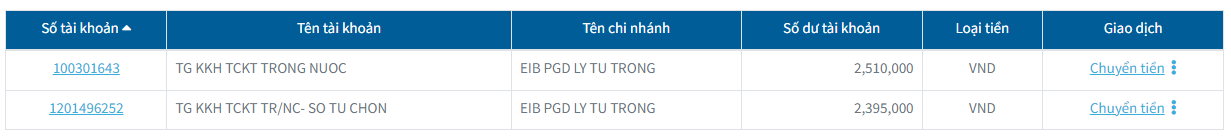 Số tài khoản Tên tài khoản Tên chi nhánh Số dư tài khoản Loại tiền Giao dịch
100301643 TG KKH TCKT TRONG NUOC EIB PGD LY TU TRONG 2,510,000 VND Chuyển tiền
1201496252 TG KKH TCKT TR/NC- SO TU CHON EIB PGD LY TU TRONG 2,395,000 VND Chuyển tiền